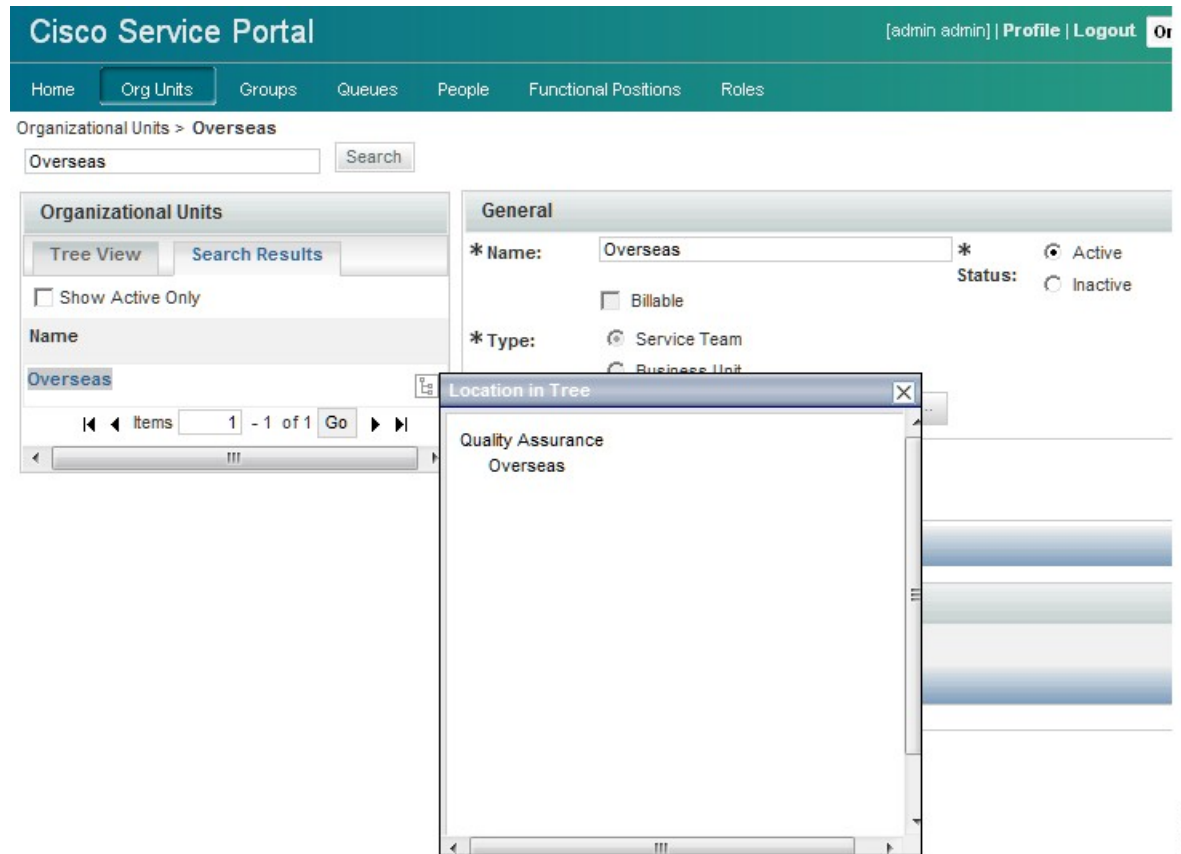 Cisco Service Portal
[admin admin] | Profile | Logout
Home Org Units Groups Queues People Functional Positions Roles
Organizational Units > Overseas
Overseas Search
Organizational Units
Tree View Search Results
Show Active Only
Name
Overseas
Items 1 - 1 of 1 Go
General
* Name: Overseas * Status: Active
Inactive
Billable
* Type: Service Team
Business Unit
...
Location in Tree
Quality Assurance
Overseas